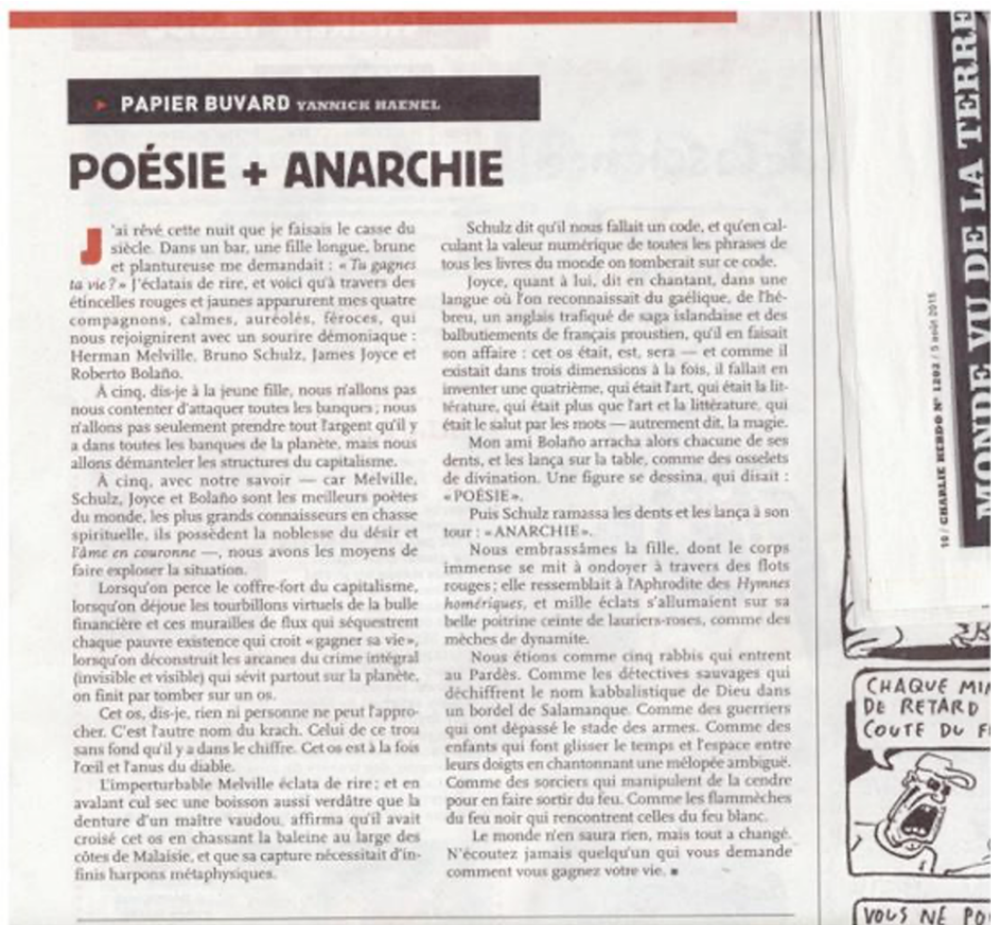 PAPIER BUVARD YANNICK HAENEL
POÉSIE + ANARCHIE
J'ai rêvé cette nuit que je faisais le casse du
siècle. Dans un bar, une fille longue, brune
et plantureuse me demandait : « Tu gagnes
ta vie ? » J'éclatais de rire, et voici qu'à travers des
étincelles rouges et jaunes apparurent mes quatre
compagnons, calmes, auréolés, féroces, qui
nous rejoignirent avec un sourire démoniaque :
Herman Melville, Bruno Schulz, James Joyce et
Roberto Bolaño.
À cinq, dis-je à la jeune fille, nous n'allons pas
nous contenter d'attaquer toutes les banques ; nous
n'allons pas seulement prendre tout l'argent qu'il y
a dans toutes les banques de la planète, mais nous
allons démanteler les structures du capitalisme.
À cinq, avec notre savoir — car Melville,
Schulz, Joyce et Bolaño sont les meilleurs poètes
du monde, les plus grands connaisseurs en chasse
spirituelle, ils possèdent la noblesse du désir et
l'âme en couronne —, nous avons les moyens de
faire exploser la situation.
Lorsqu'on perce le coffre-fort du capitalisme,
lorsqu'on déjoue les tourbillons virtuels de la bulle
financière et ces murailles de flux qui séquestrent
chaque pauvre existence qui croit « gagner sa vie »,
lorsqu'on déconstruit les arcanes du crime intégral
(invisible et visible) qui sévit partout sur la planète,
on finit par tomber sur un os.
Cet os, dis-je, rien ni personne ne peut l'appro-
cher. C'est l'autre nom du krach. Celui de ce trou
sans fond qu'il y a dans le chiffre. Cet os est à la fois
l'œil et l'anus du diable.
L'imperturbable Melville éclata de rire ; et en
avalant cul sec une boisson aussi verdâtre que la
denture d'un maître vaudou, affirma qu'il avait
croisé cet os en chassant la baleine au large des
côtes de Malaisie, et que sa capture nécessitait d'in-
finis harpons métaphysiques.
Schulz dit qu'il nous fallait un code, et qu'en cal-
culant la valeur numérique de toutes les phrases de
tous les livres du monde on tomberait sur ce code.
Joyce, quant à lui, dit en chantant, dans une
langue où l'on reconnaissait du gaélique, de l'hé-
breu, un anglais trafiqué de saga islandaise et des
balbutiements de français proustien, qu'il en faisait
son affaire : cet os était, est, sera — et comme il
existait dans trois dimensions à la fois, il fallait en
inventer une quatrième, qui était l'art, qui était la lit-
térature, qui était plus que l'art et la littérature, qui
était le salut par les mots — autrement dit, la magie.
Mon ami Bolaño arracha alors chacune de ses
dents, et les lança sur la table, comme des osselets
de divination. Une figure se dessina, qui disait :
« POÉSIE ».
Puis Schulz ramassa les dents et les lança à son
tour : « ANARCHIE ».
Nous embrassâmes la fille, dont le corps
immense se mit à ondoyer à travers des flots
rouges ; elle ressemblait à l'Aphrodite des Hymnes
homériques, et mille éclats s'allumaient sur sa
belle poitrine ceinte de lauriers-roses, comme des
mèches de dynamite.
Nous étions comme cinq rabbis qui entrent
au Pardès. Comme les détectives sauvages qui
déchiffrent le nom kabbalistique de Dieu dans
un bordel de Salamanque. Comme des guerriers
qui ont dépassé le stade des armes. Comme des
enfants qui font glisser le temps et l'espace entre
leurs doigts en chantonnant une mélopée ambiguë.
Comme des sorciers qui manipulent de la cendre
pour en faire sortir du feu. Comme les flammèches
du feu noir qui rencontrent celles du feu blanc.
Le monde n'en saura rien, mais tout a changé.
N'écoutez jamais quelqu'un qui vous demande
comment vous gagnez votre vie.
10 / CHARLIE HEBDO N° 1202 / 5 août 2015
MONDE VU DE LA TERRE
CHAQUE MIN
DE RETARD
COUTE DU F
VOUS NE PO